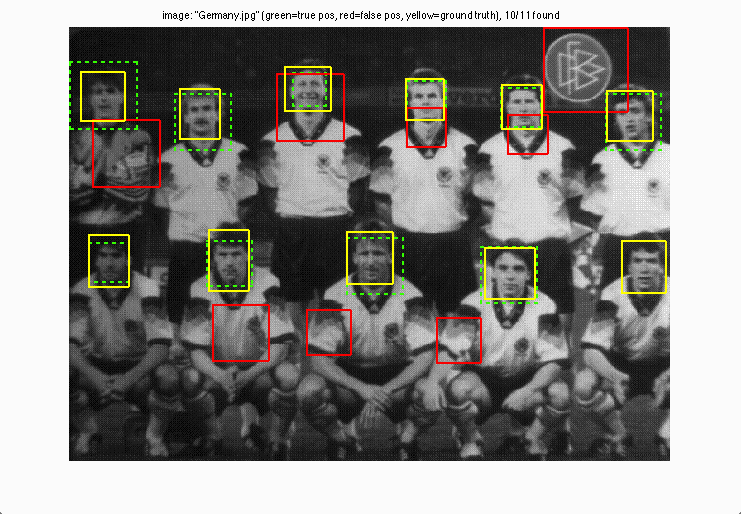 image: "Germany.jpg" (green=true pos, red=false pos, yellow=ground truth), 10/11 found